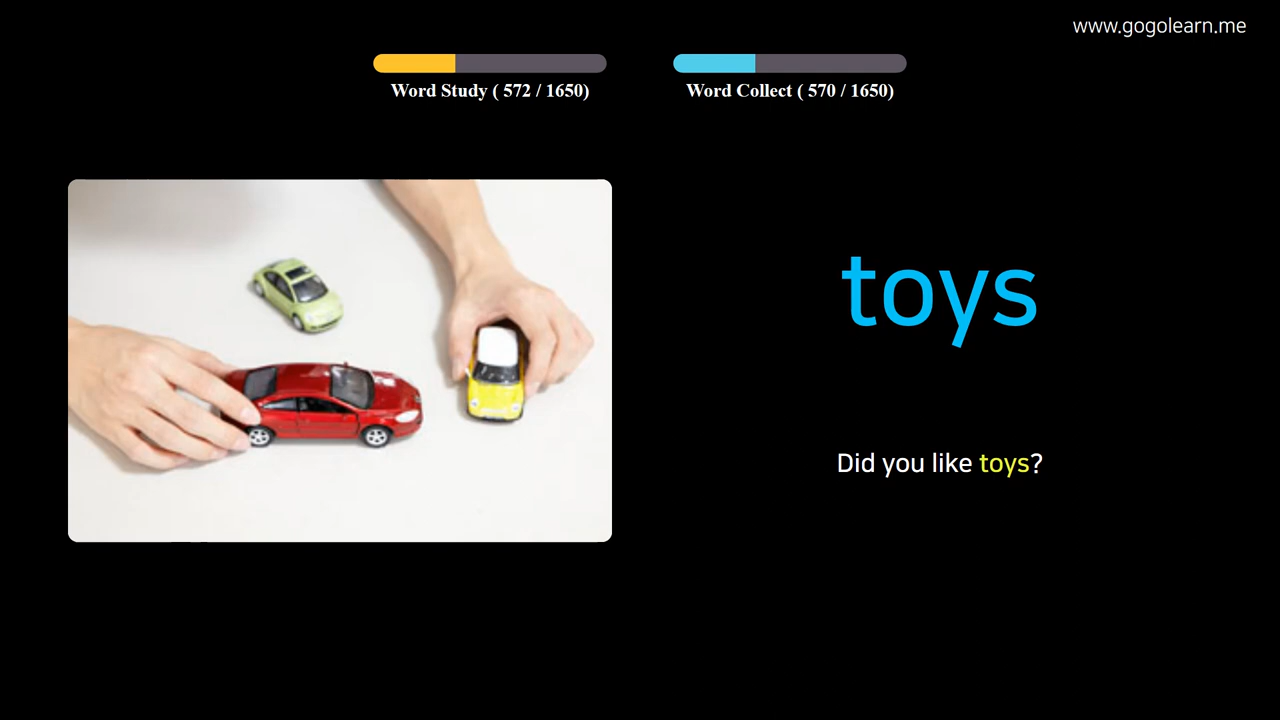 www.gogolearn.me
Word Study ( 572 / 1650)
Word Collect ( 570 / 1650)
toys
Did you like toys?